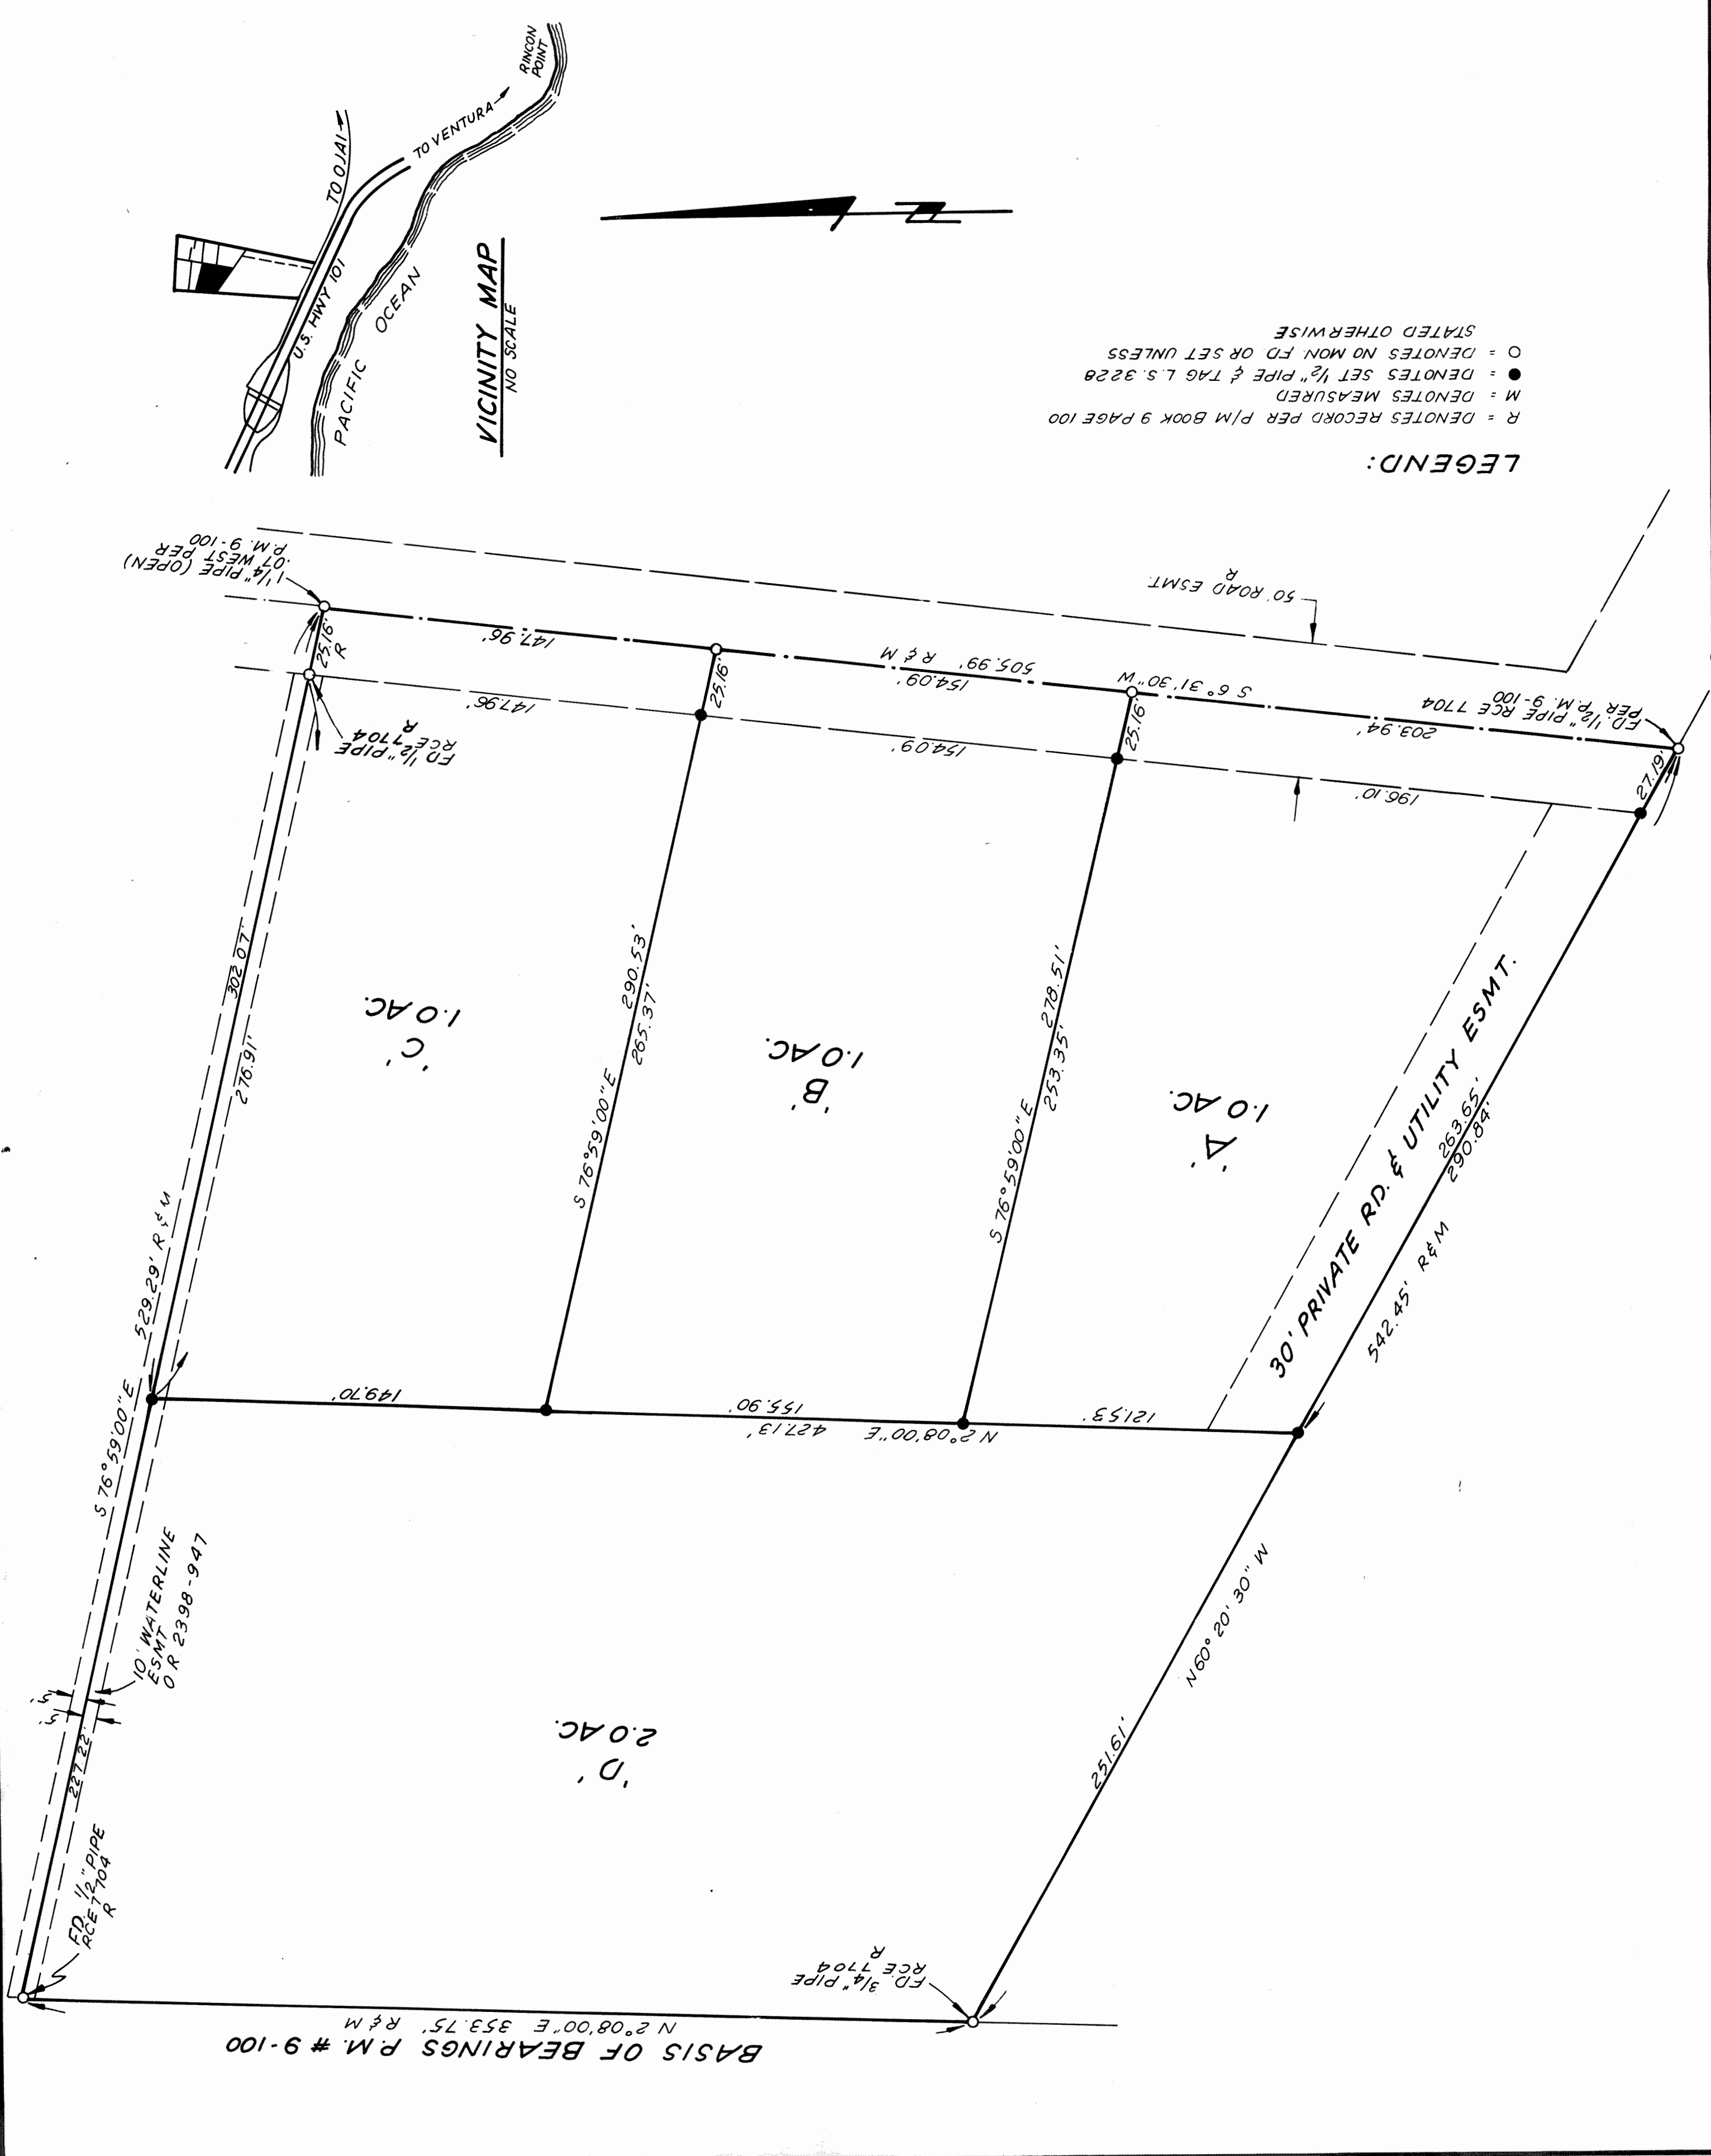 BASIS OF BEARINGS P.M. # 9-100
N 2° 08' 00" E 353.75' R & M
FD. 3/4" PIPE
RCE 7704
R
FD. 1/2" PIPE
RCE 7704
R
227.22'
5'
5'
10' WATERLINE
ESMT
O R 2398-947
S 76° 59' 00" E
529.29' R & M
'D'
2.0 AC.
251.61'
N 60° 20' 30" W
542.45' R & M
N 2° 08' 00" E 427.13'
121.53'
155.90'
149.70'
30' PRIVATE RD. & UTILITY ESMT.
263.65'
290.84'
'A'
1.0 AC.
S 76° 59' 00" E
278.51'
253.35'
'B'
1.0 AC.
S 76° 59' 00" E
290.53'
265.37'
'C'
1.0 AC.
302.07'
276.91'
27.19'
196.10'
203.94'
FD. 1/2" PIPE RCE 7704
PER P.M. 9-100
S 6° 31' 30" W
505.99' R & M
25.16'
154.09'
154.09'
25.16'
147.96'
147.96'
FD. 1/2" PIPE
RCE 7704
R
25.16'
R
1 1/4" PIPE (OPEN)
.07 WEST PER
P.M. 9-100
50' ROAD ESMT.
R
LEGEND:
R = DENOTES RECORD PER P/M BOOK 9 PAGE 100
M = DENOTES MEASURED
● = DENOTES SET 1/2" PIPE & TAG L.S. 3228
○ = DENOTES NO MON. FD. OR SET UNLESS
STATED OTHERWISE
N
VICINITY MAP
NO SCALE
PACIFIC OCEAN
U.S. HWY 101
TO OJAI
TO VENTURA
RINCON
POINT